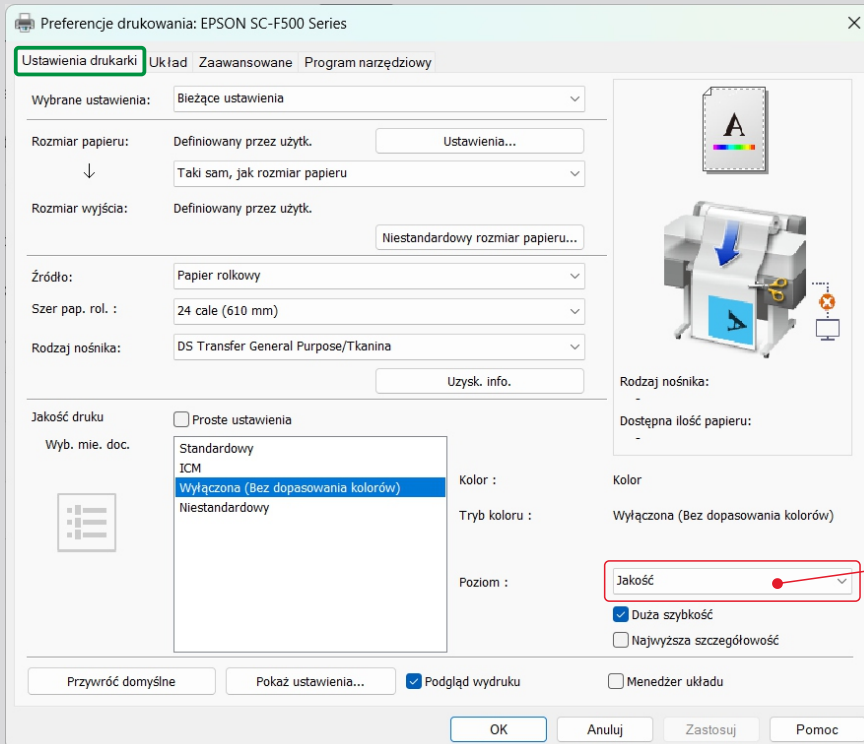 Preferencje drukowania: EPSON SC-F500 Series
Ustawienia drukarki Układ Zaawansowane Program narzędziowy
Wybrane ustawienia: Bieżące ustawienia
Rozmiar papieru: Definiowany przez użytk. Ustawienia...
Taki sam, jak rozmiar papieru
Rozmiar wyjścia: Definiowany przez użytk.
Niestandardowy rozmiar papieru...
Źródło: Papier rolkowy
Szer pap. rol. : 24 cale (610 mm)
Rodzaj nośnika: DS Transfer General Purpose/Tkanina
Uzysk. info.
A
Rodzaj nośnika:
-
Dostępna ilość papieru:
-
Jakość druku Proste ustawienia
Wyb. mie. doc.
Standardowy
ICM
Wyłączona (Bez dopasowania kolorów)
Niestandardowy
Kolor : Kolor
Tryb koloru : Wyłączona (Bez dopasowania kolorów)
Poziom : Jakość
Duża szybkość
Najwyższa szczegółowość
Przywróć domyślne Pokaż ustawienia... Podgląd wydruku Menedżer układu
OK Anuluj Zastosuj Pomoc